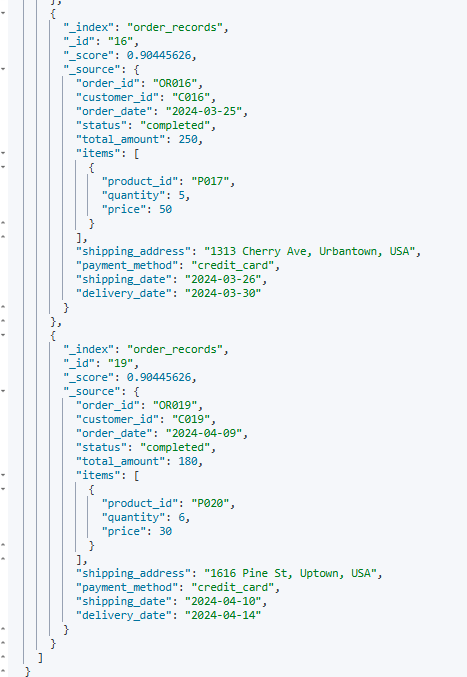 },
{
"_index": "order_records",
"_id": "16",
"_score": 0.90445626,
"_source": {
"order_id": "OR016",
"customer_id": "C016",
"order_date": "2024-03-25",
"status": "completed",
"total_amount": 250,
"items": [
{
"product_id": "P017",
"quantity": 5,
"price": 50
}
],
"shipping_address": "1313 Cherry Ave, Urbantown, USA",
"payment_method": "credit_card",
"shipping_date": "2024-03-26",
"delivery_date": "2024-03-30"
}
},
{
"_index": "order_records",
"_id": "19",
"_score": 0.90445626,
"_source": {
"order_id": "OR019",
"customer_id": "C019",
"order_date": "2024-04-09",
"status": "completed",
"total_amount": 180,
"items": [
{
"product_id": "P020",
"quantity": 6,
"price": 30
}
],
"shipping_address": "1616 Pine St, Uptown, USA",
"payment_method": "credit_card",
"shipping_date": "2024-04-10",
"delivery_date": "2024-04-14"
}
}
]
}